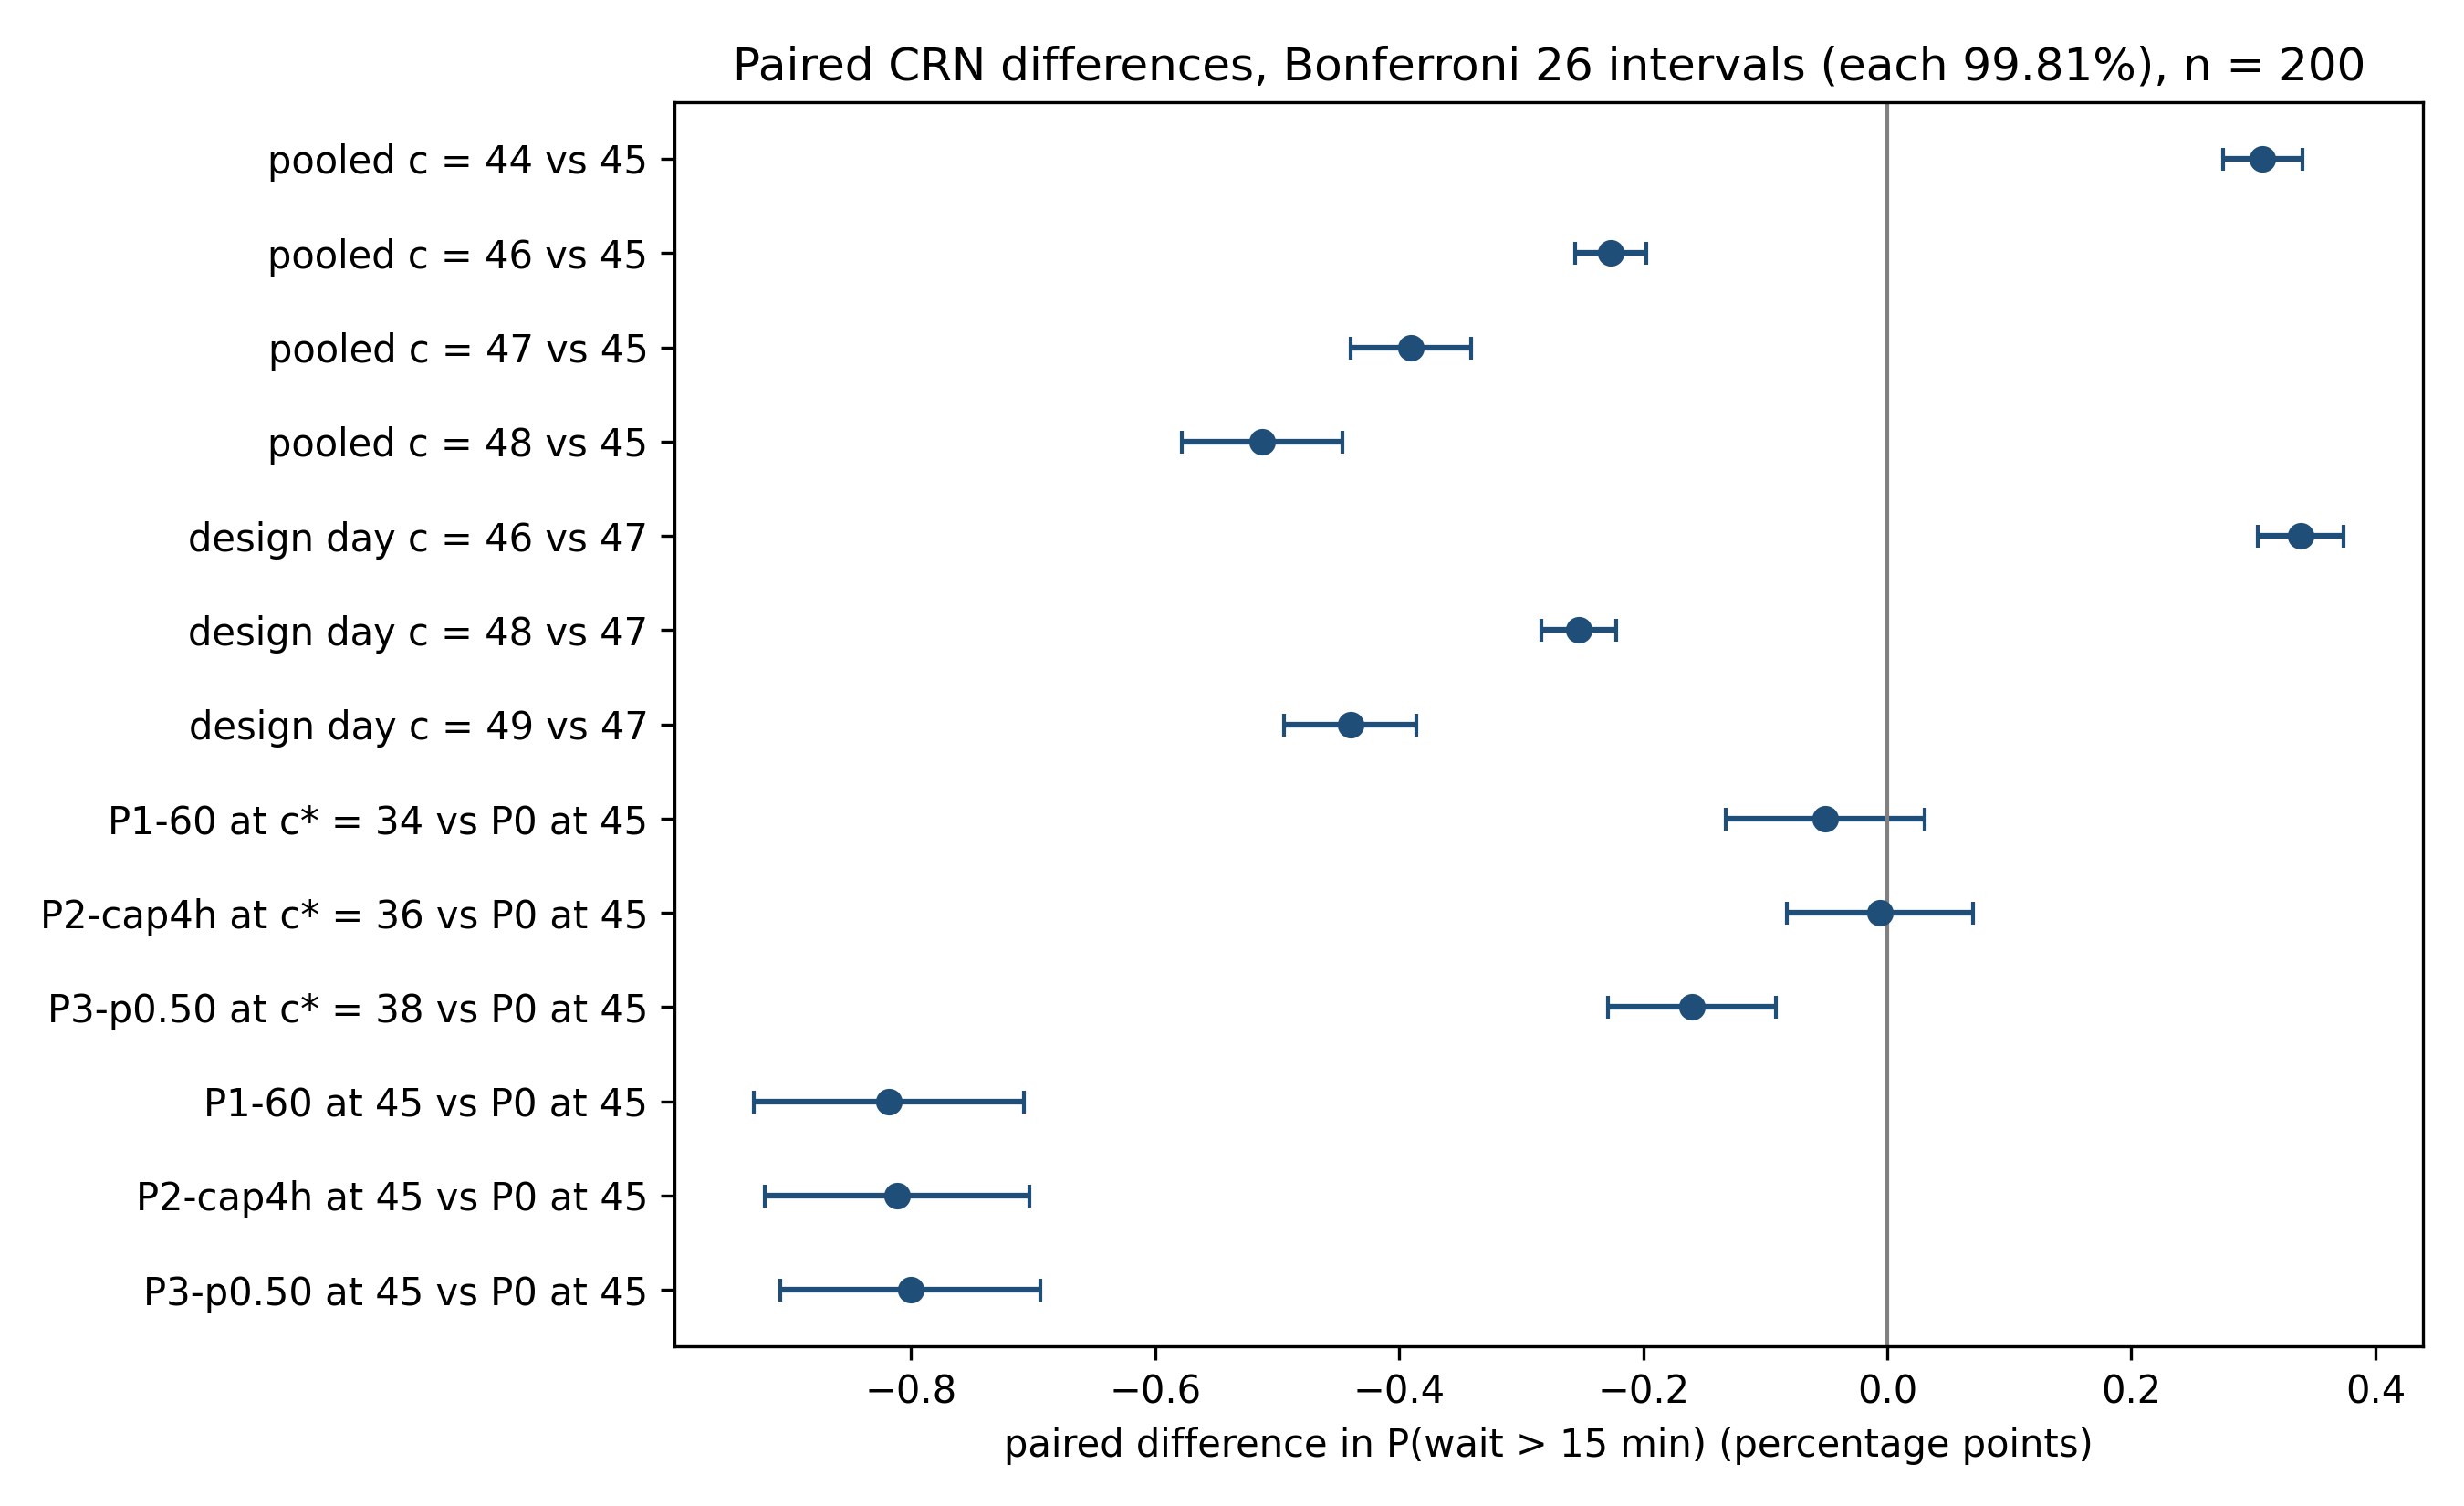 Paired CRN differences, Bonferroni 26 intervals (each 99.81%), n = 200
pooled c = 44 vs 45
pooled c = 46 vs 45
pooled c = 47 vs 45
pooled c = 48 vs 45
design day c = 46 vs 47
design day c = 48 vs 47
design day c = 49 vs 47
P1-60 at c* = 34 vs P0 at 45
P2-cap4h at c* = 36 vs P0 at 45
P3-p0.50 at c* = 38 vs P0 at 45
P1-60 at 45 vs P0 at 45
P2-cap4h at 45 vs P0 at 45
P3-p0.50 at 45 vs P0 at 45
−0.8 −0.6 −0.4 −0.2 0.0 0.2 0.4
paired difference in P(wait > 15 min) (percentage points)